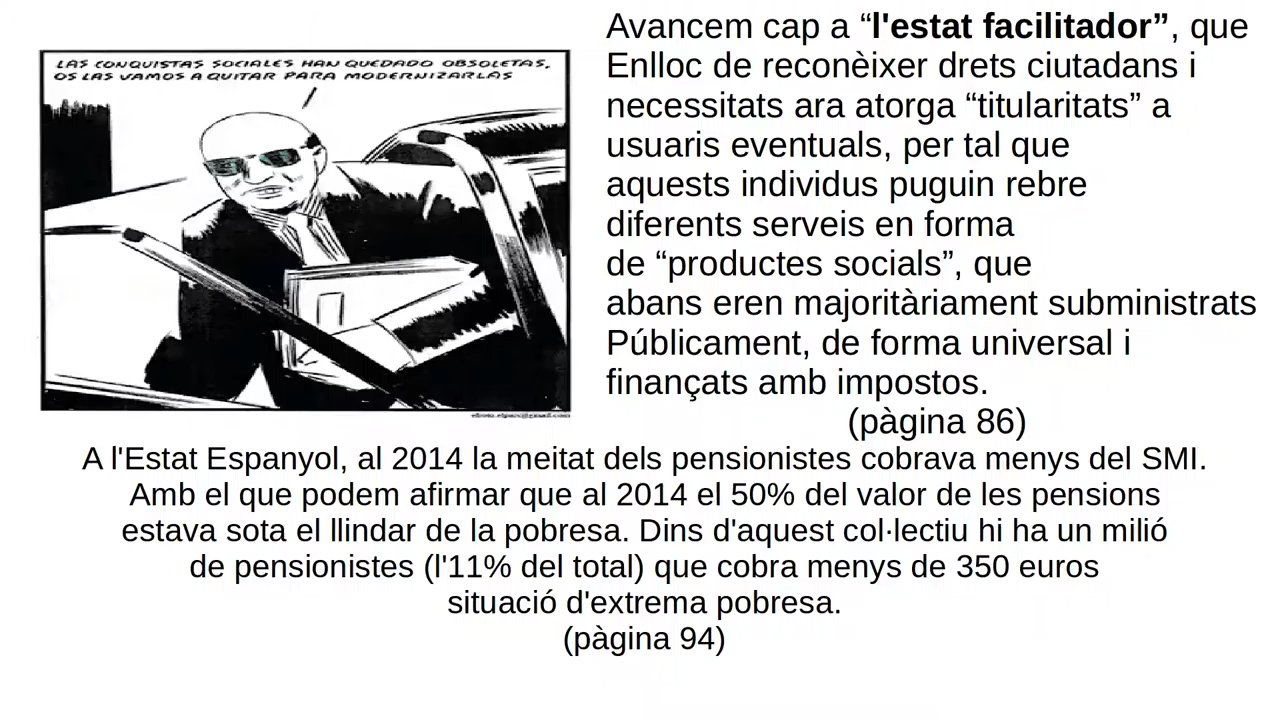 LAS CONQUISTAS SOCIALES HAN QUEDADO OBSOLETAS.
OS LAS VAMOS A QUITAR PARA MODERNIZARLAS
Avancem cap a “l'estat facilitador”, que
Enlloc de reconèixer drets ciutadans i
necessitats ara atorga “titularitats” a
usuaris eventuals, per tal que
aquests individus puguin rebre
diferents serveis en forma
de “productes socials”, que
abans eren majoritàriament subministrats
Públicament, de forma universal i
finançats amb impostos.
(pàgina 86)
A l'Estat Espanyol, al 2014 la meitat dels pensionistes cobrava menys del SMI.
Amb el que podem afirmar que al 2014 el 50% del valor de les pensions
estava sota el llindar de la pobresa. Dins d'aquest col·lectiu hi ha un milió
de pensionistes (l'11% del total) que cobra menys de 350 euros
situació d'extrema pobresa.
(pàgina 94)